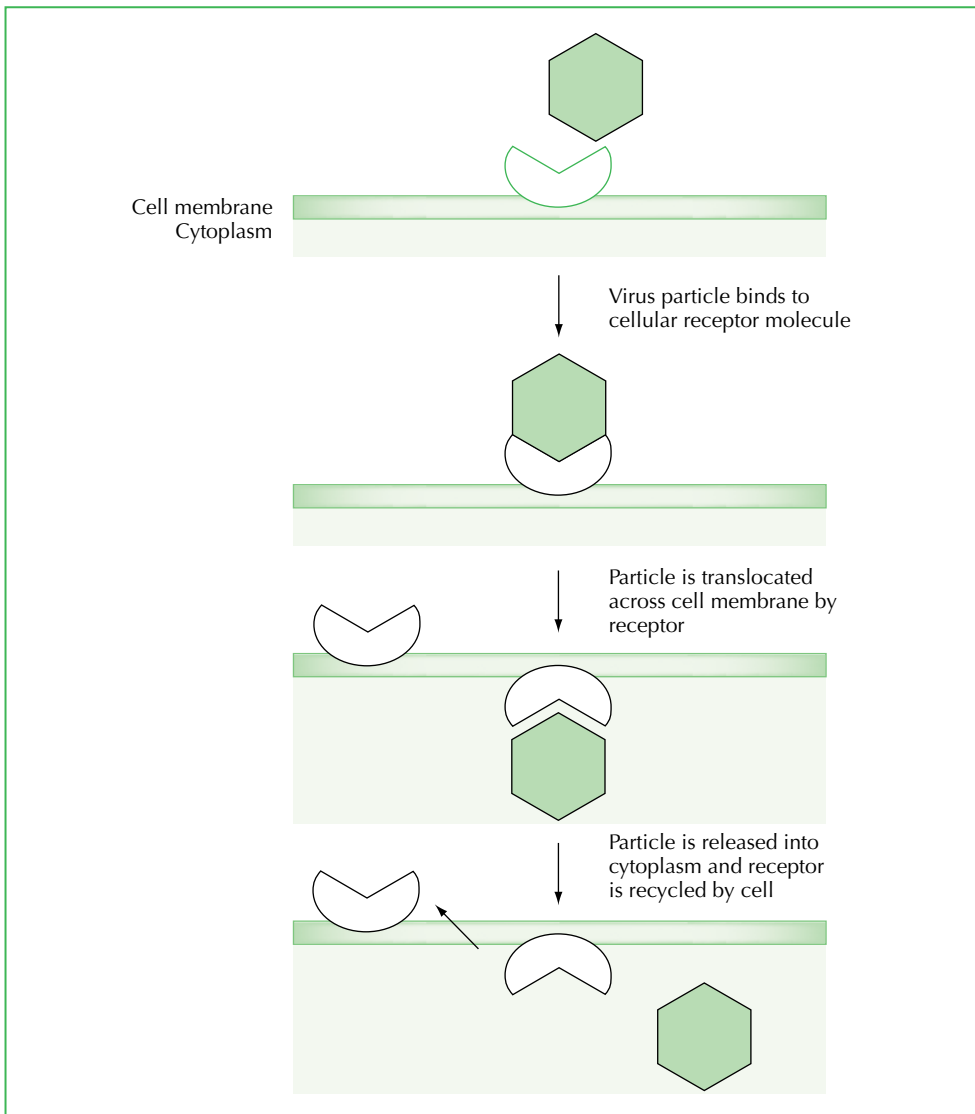 Cell membrane
Cytoplasm
Virus particle binds to
cellular receptor molecule
Particle is translocated
across cell membrane by
receptor
Particle is released into
cytoplasm and receptor
is recycled by cell